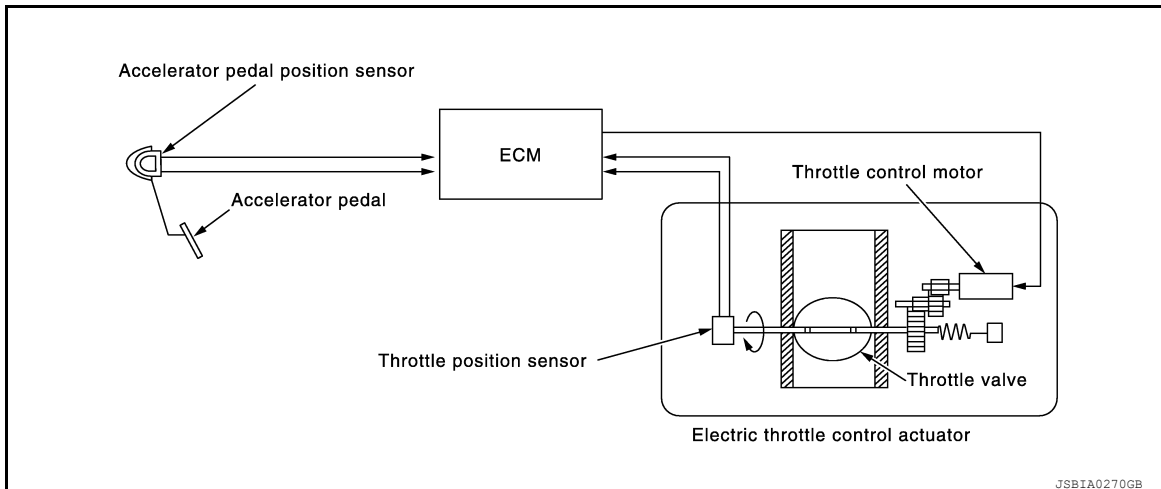 Accelerator pedal position sensor
ECM
Throttle control motor
Accelerator pedal
Throttle position sensor
Throttle valve
Electric throttle control actuator
JSBIA0270GB